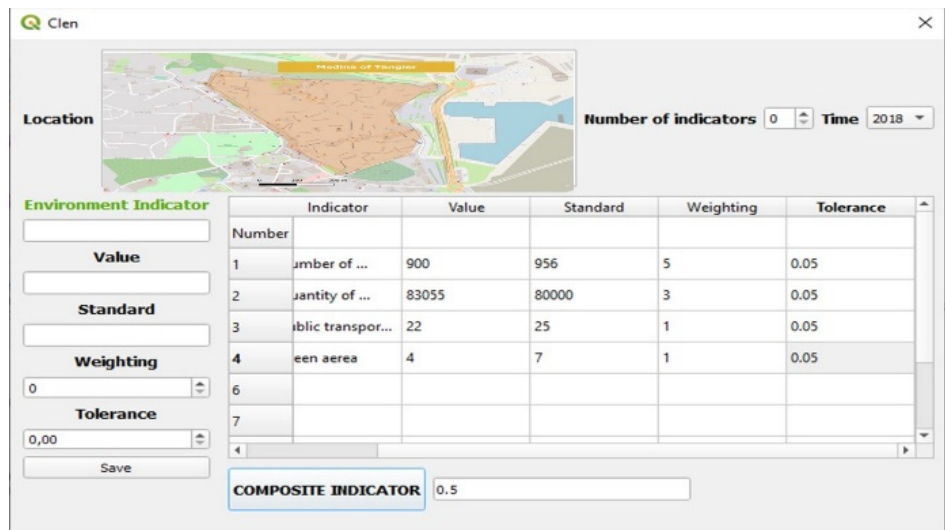 Clen
Medina of Tangier
Location
Number of indicators 0 Time 2018
Environment Indicator
Value
Standard
Weighting
0
Tolerance
0,00
Save
Indicator Value Standard Weighting Tolerance
Number
1 umber of ... 900 956 5 0.05
2 uantity of ... 83055 80000 3 0.05
3 ublic transpor... 22 25 1 0.05
4 een aerea 4 7 1 0.05
6
7
COMPOSITE INDICATOR 0.5